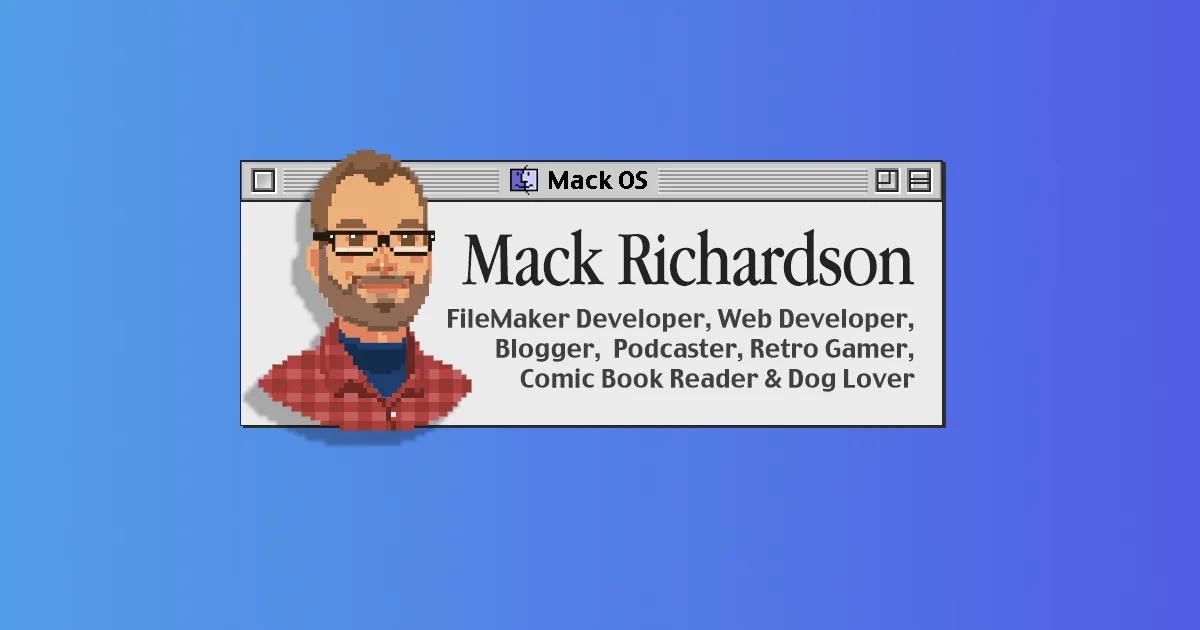 Mack OS
Mack Richardson
FileMaker Developer, Web Developer,
Blogger, Podcaster, Retro Gamer,
Comic Book Reader & Dog Lover